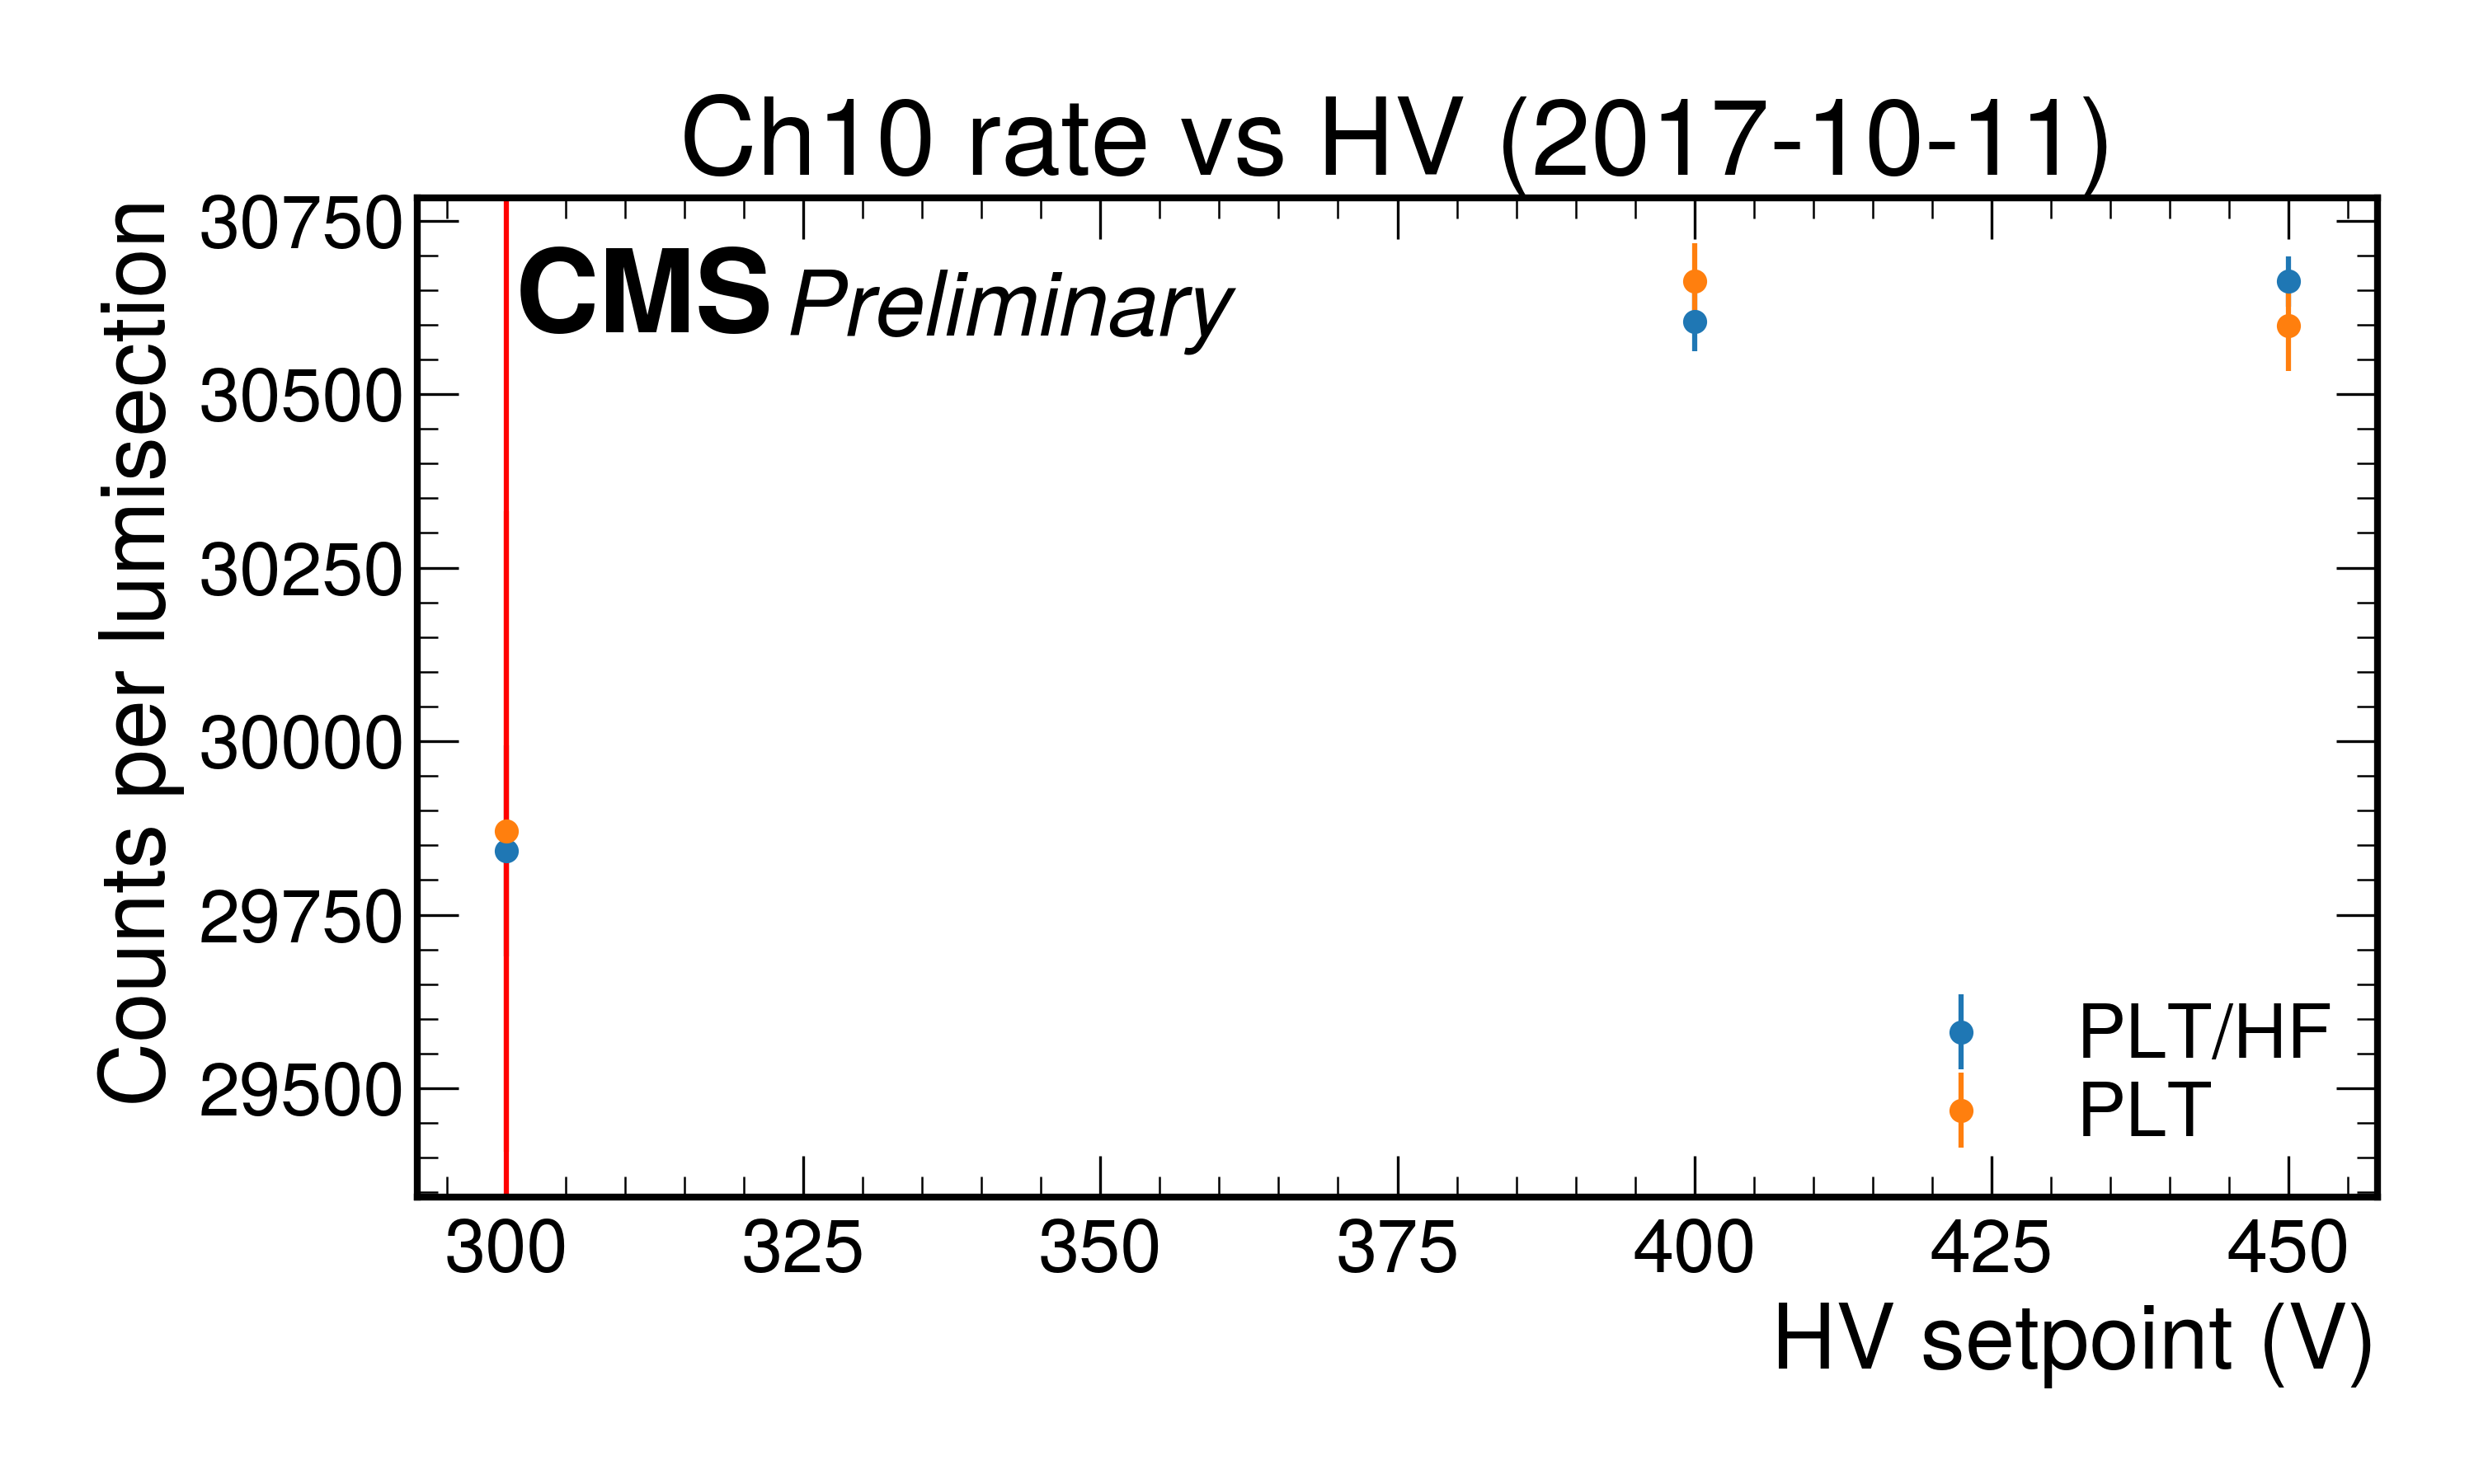 Ch10 rate vs HV (2017-10-11)
CMS Preliminary
Counts per lumisection
30750
30500
30250
30000
29750
29500
PLT/HF
PLT
300 325 350 375 400 425 450
HV setpoint (V)